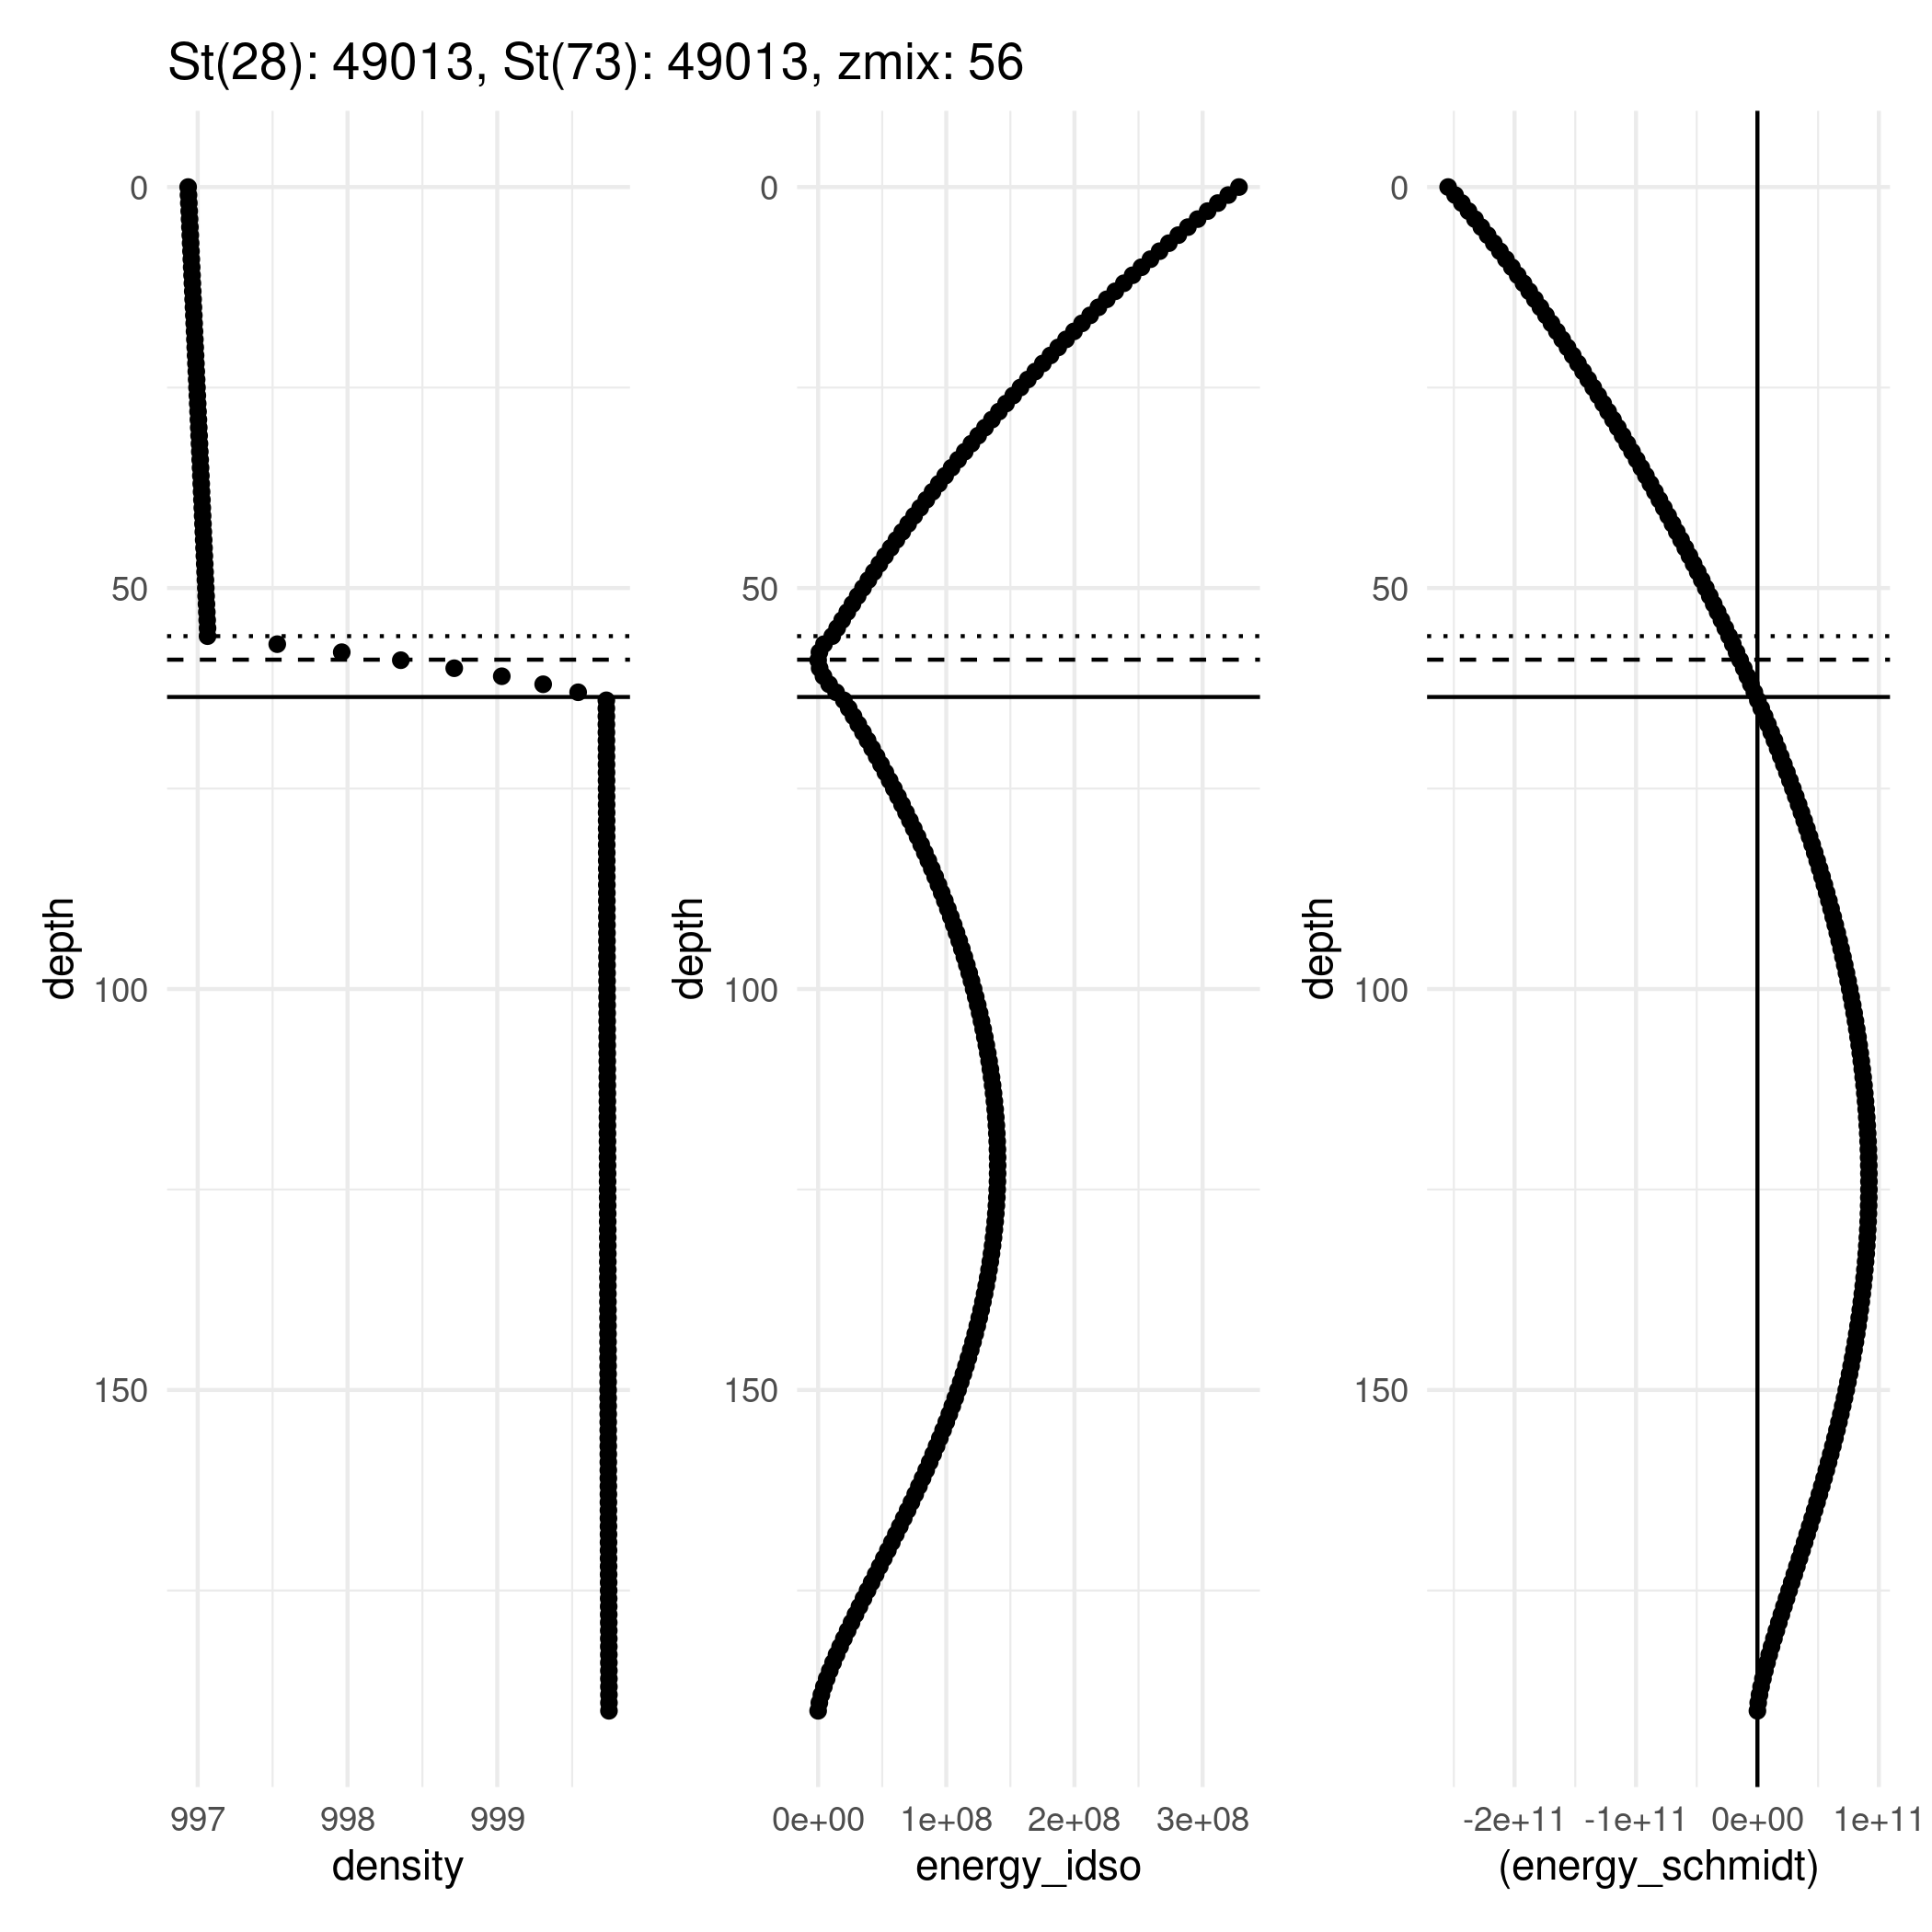 St(28): 49013, St(73): 49013, zmix: 56
0
50
100
150
depth
997 998 999
density
0
50
100
150
depth
0e+00 1e+08 2e+08 3e+08
energy_idso
0
50
100
150
depth
-2e+11 -1e+11 0e+00 1e+11
(energy_schmidt)